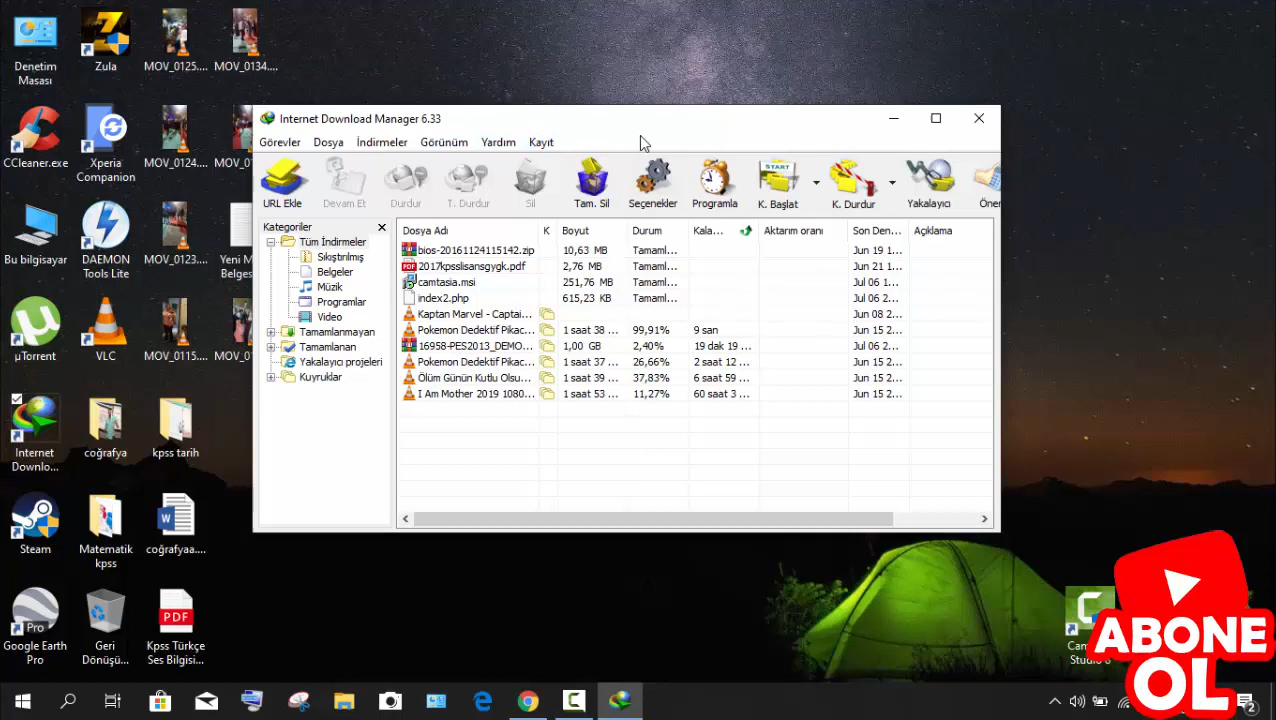 Denetim
Masası
Zula
MOV_0125....
MOV_0134....
CCleaner.exe
Xperia
Companion
MOV_0124....
Bu bilgisayar
DAEMON
Tools Lite
MOV_0123....
Yeni M
Belges
µTorrent
VLC
MOV_0115....
Internet
Downlo...
coğrafya
kpss tarih
Steam
Matematik
kpss
coğrafyaa....
Google Earth
Pro
Geri
Dönüşü...
Kpss Türkçe
Ses Bilgisi...
Internet Download Manager 6.33
Görevler Dosya İndirmeler Görünüm Yardım Kayıt
URL Ekle Devam Et Durdur T. Durdur Sil Tam. Sil Seçenekler Programla K. Başlat K. Durdur Yakalayıcı Öner
START
Kategoriler
Tüm İndirmeler
Sıkıştırılmış
Belgeler
Müzik
Programlar
Video
Tamamlanmayan
Tamamlanan
Yakalayıcı projeleri
Kuyruklar
Dosya Adı K Boyut Durum Kala... Aktarım oranı Son Den... Açıklama
bios-20161124115142.zip 10,63 MB Tamaml... Jun 19 1...
2017kpsslisansgygk.pdf 2,76 MB Tamaml... Jun 21 1...
camtasia.msi 251,76 MB Tamaml... Jul 06 1...
index2.php 615,23 KB Tamaml... Jul 06 2...
Kaptan Marvel - Captai... Jun 08 2...
Pokemon Dedektif Pikac... 1 saat 38 ... 99,91% 9 san Jun 15 2...
16958-PES2013_DEMO... 1,00 GB 2,40% 19 dak 19 ... Jul 06 2...
Pokemon Dedektif Pikac... 1 saat 37 ... 26,66% 2 saat 12 ... Jun 15 2...
Ölüm Günün Kutlu Olsu... 1 saat 39 ... 37,83% 6 saat 59 ... Jun 15 2...
I Am Mother 2019 1080... 1 saat 53 ... 11,27% 60 saat 3 ... Jun 15 2...
ABONE
OL
2